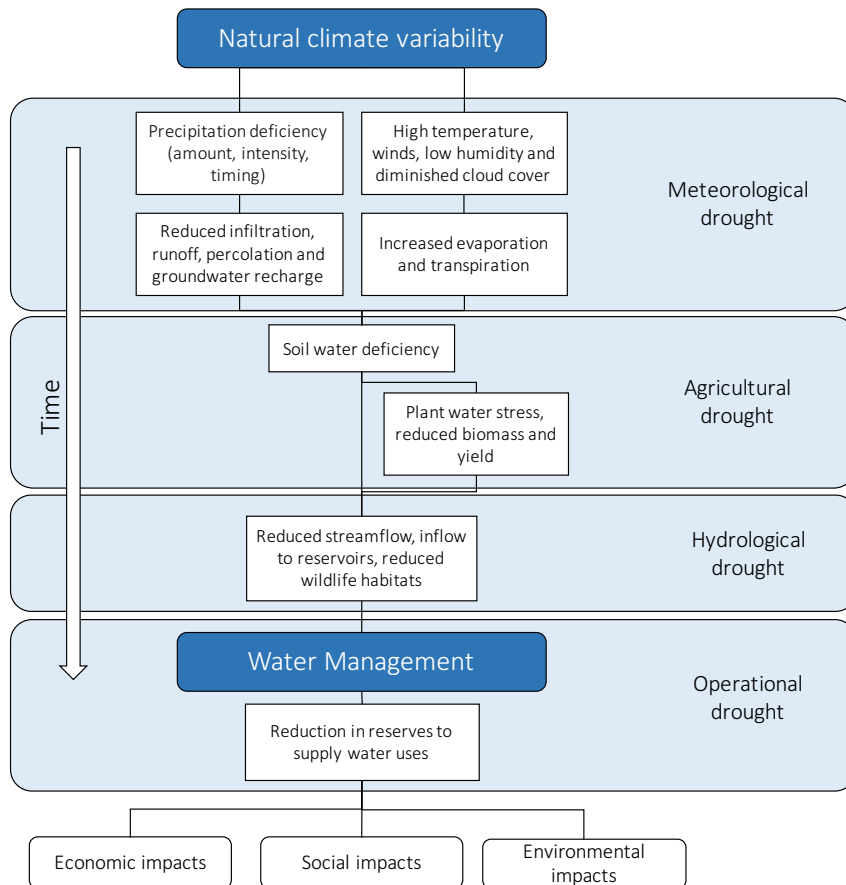 Natural climate variability
Precipitation deficiency
(amount, intensity,
timing)
High temperature,
winds, low humidity and
diminished cloud cover
Meteorological
drought
Reduced infiltration,
runoff, percolation and
groundwater recharge
Increased evaporation
and transpiration
Time
Soil water deficiency
Agricultural
drought
Plant water stress,
reduced biomass and
yield
Reduced streamflow, inflow
to reservoirs, reduced
wildlife habitats
Hydrological
drought
Water Management
Operational
drought
Reduction in reserves to
supply water uses
Economic impacts
Social impacts
Environmental
impacts